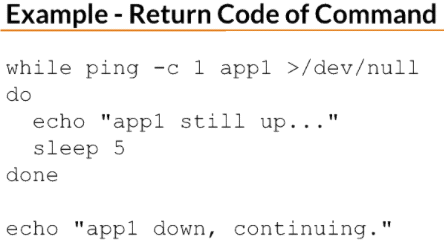 Example - Return Code of Command
while ping -c 1 app1 >/dev/null
do
  echo "app1 still up..."
  sleep 5
done

echo "app1 down, continuing."